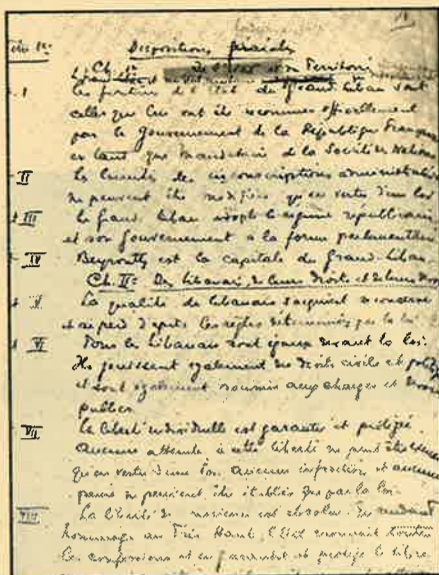 Dispositions
Ch. 1er De l'État et son Territoire
I Les frontières de l'état du Grand Liban sont
celles qui lui ont été reconnues officiellement
par le Gouvernement de la République Française
en tant que mandataire de la Société des Nations
II Les limites des circonscriptions administratives
ne peuvent être modifiées qu'en vertu d'une loi
III Le Grand Liban adopte le régime républicain
et son Gouvernement a la forme parlementaire
IV Beyrouth est la capitale du Grand-Liban.
Ch. II: Des libanais, de leurs droits et de leurs devoirs
V La qualité de libanais s'acquiert se conserve
et se perd d'après les règles déterminées par la loi
VI Tous les libanais sont égaux devant la loi.
Ils jouissent également des droits civils et politiques
et sont également soumis aux charges et devoirs
publics.
VII La liberté individuelle est garantie et protégée
aucune atteinte à cette liberté ne peut être
qu'en vertu d'une loi. Aucune infraction et aucune
peine ne peuvent être établies que par la loi.
VIII La liberté de conscience est absolue. En rendant
hommage au Très Haut, l'Etat reconnaît toutes
les confessions et en garantit et protège le libre